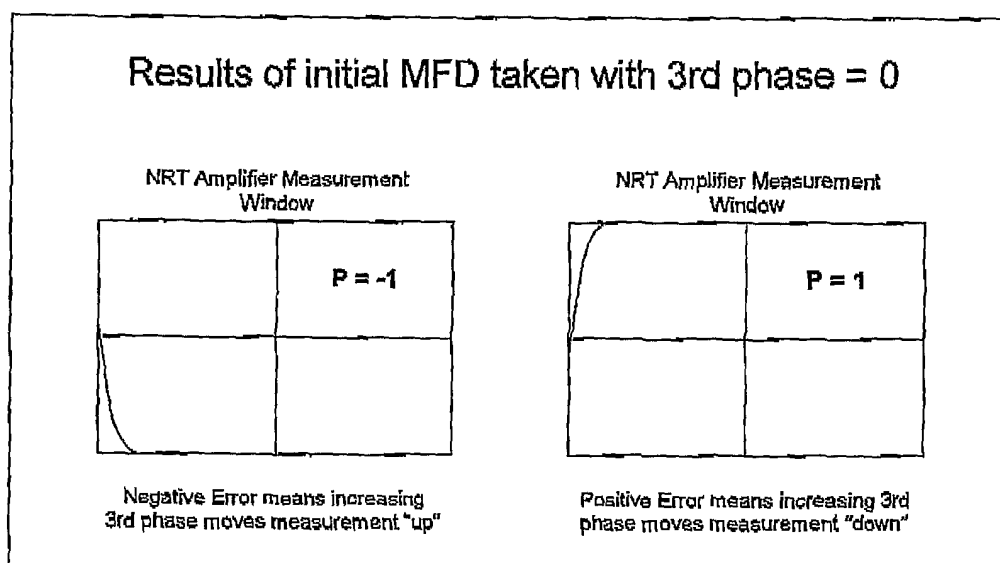 Results of initial MFD taken with 3rd phase = 0
NRT Amplifier Measurement
Window
P = -1
Negative Error means increasing
3rd phase moves measurement "up"
NRT Amplifier Measurement
Window
P = 1
Positive Error means increasing 3rd
phase moves measurement "down"